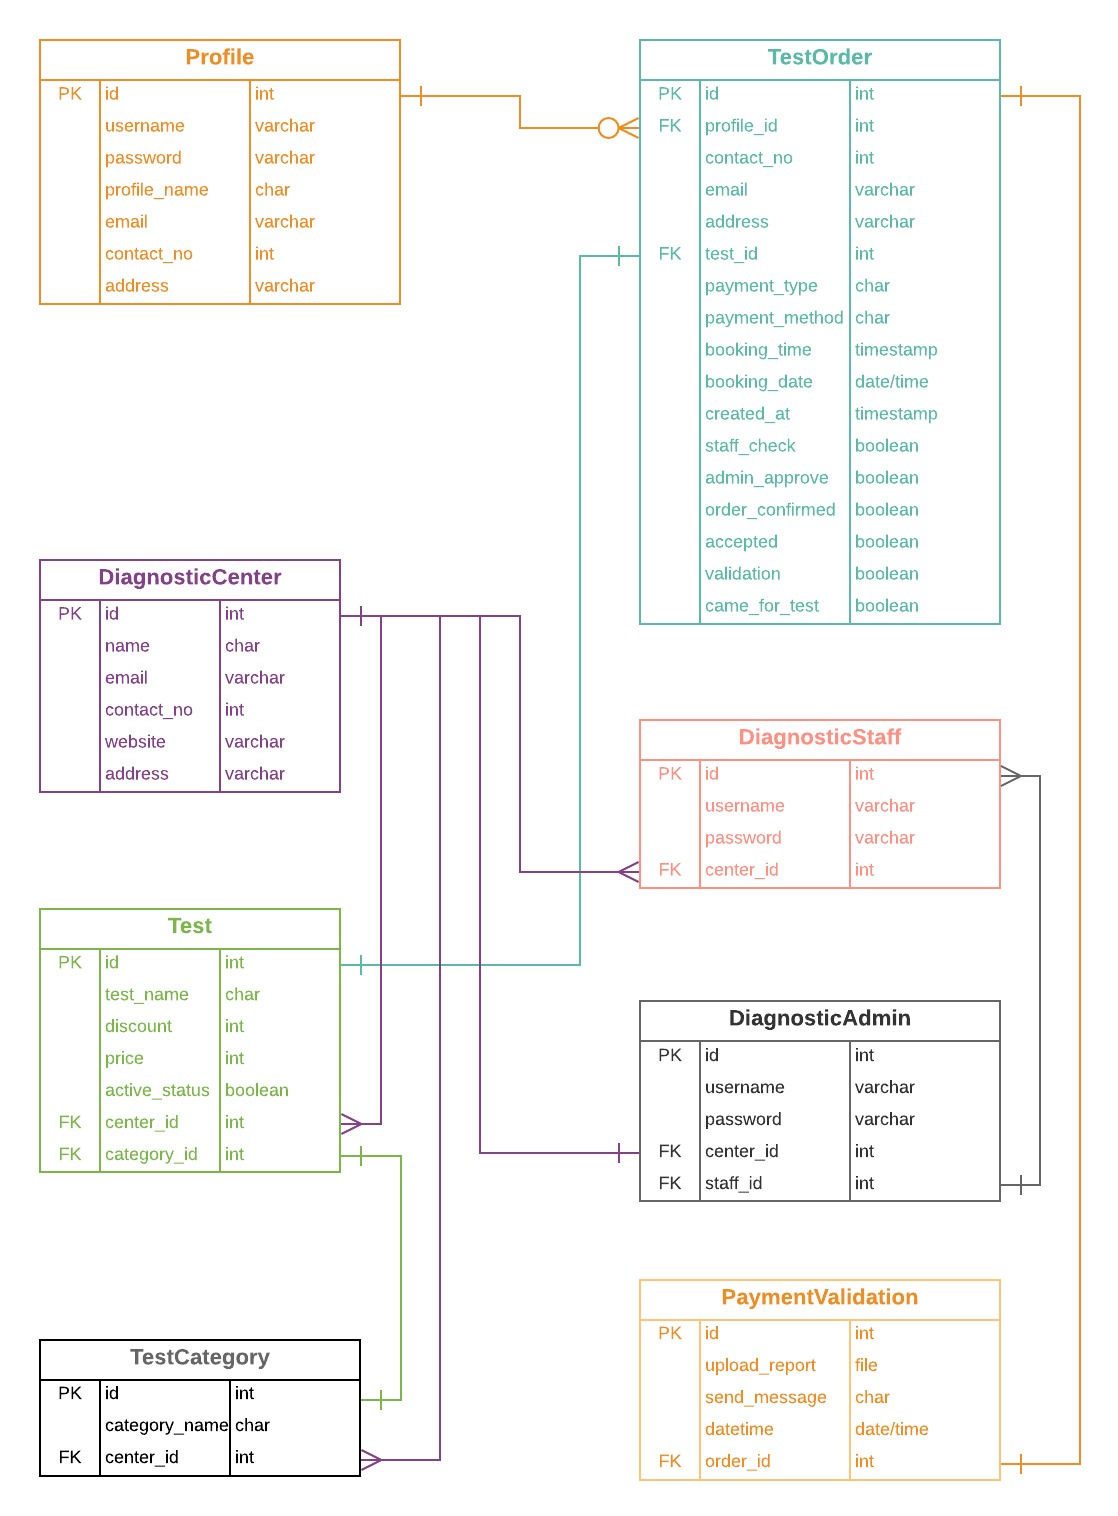 Profile
PK id int
username varchar
password varchar
profile_name char
email varchar
contact_no int
address varchar
TestOrder
PK id int
FK profile_id int
contact_no int
email varchar
address varchar
FK test_id int
payment_type char
payment_method char
booking_time timestamp
booking_date date/time
created_at timestamp
staff_check boolean
admin_approve boolean
order_confirmed boolean
accepted boolean
validation boolean
came_for_test boolean
DiagnosticCenter
PK id int
name char
email varchar
contact_no int
website varchar
address varchar
DiagnosticStaff
PK id int
username varchar
password varchar
FK center_id int
Test
PK id int
test_name char
discount int
price int
active_status boolean
FK center_id int
FK category_id int
DiagnosticAdmin
PK id int
username varchar
password varchar
FK center_id int
FK staff_id int
TestCategory
PK id int
category_name char
FK center_id int
PaymentValidation
PK id int
upload_report file
send_message char
datetime date/time
FK order_id int